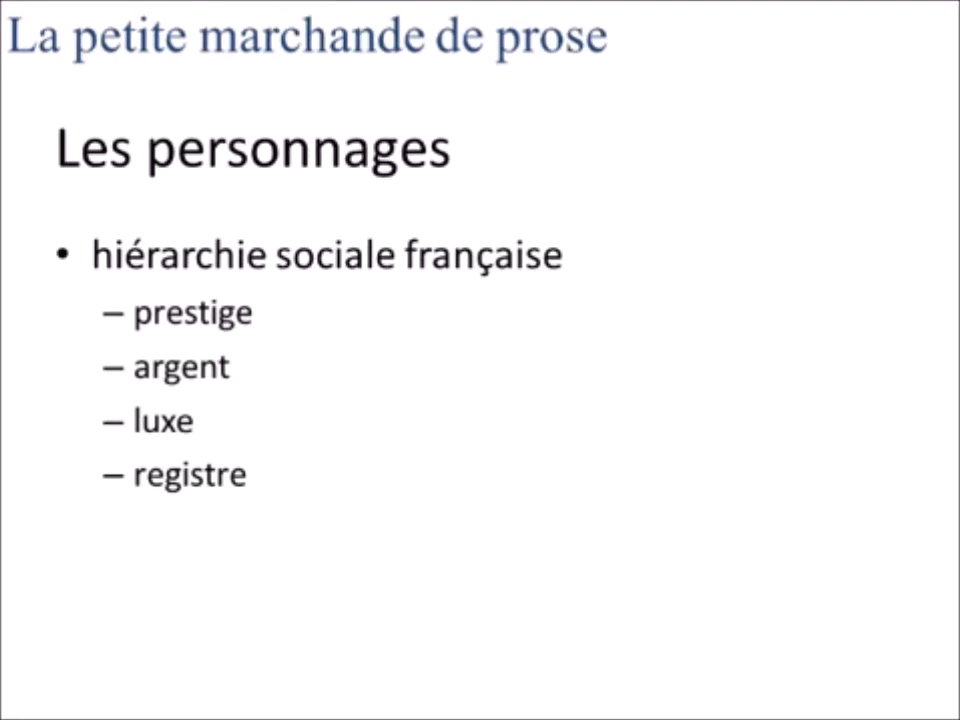 La petite marchande de prose
Les personnages
• hiérarchie sociale française
– prestige
– argent
– luxe
– registre